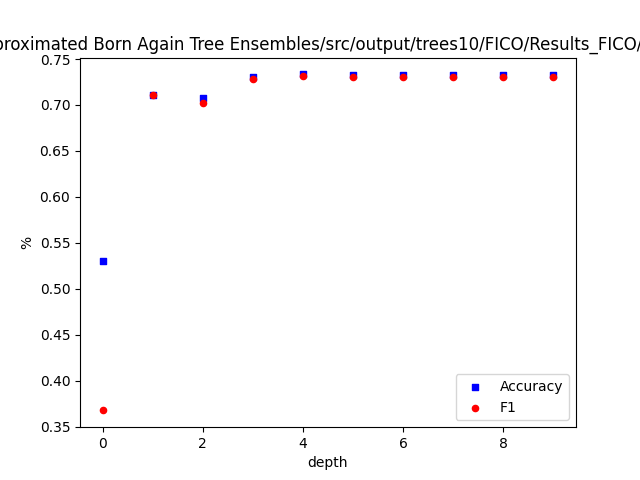 proximated Born Again Tree Ensembles/src/output/trees10/FICO/Results_FICO/
0.75
0.70
0.65
0.60
0.55
0.50
0.45
0.40
0.35
%
0 2 4 6 8
depth
Accuracy
F1